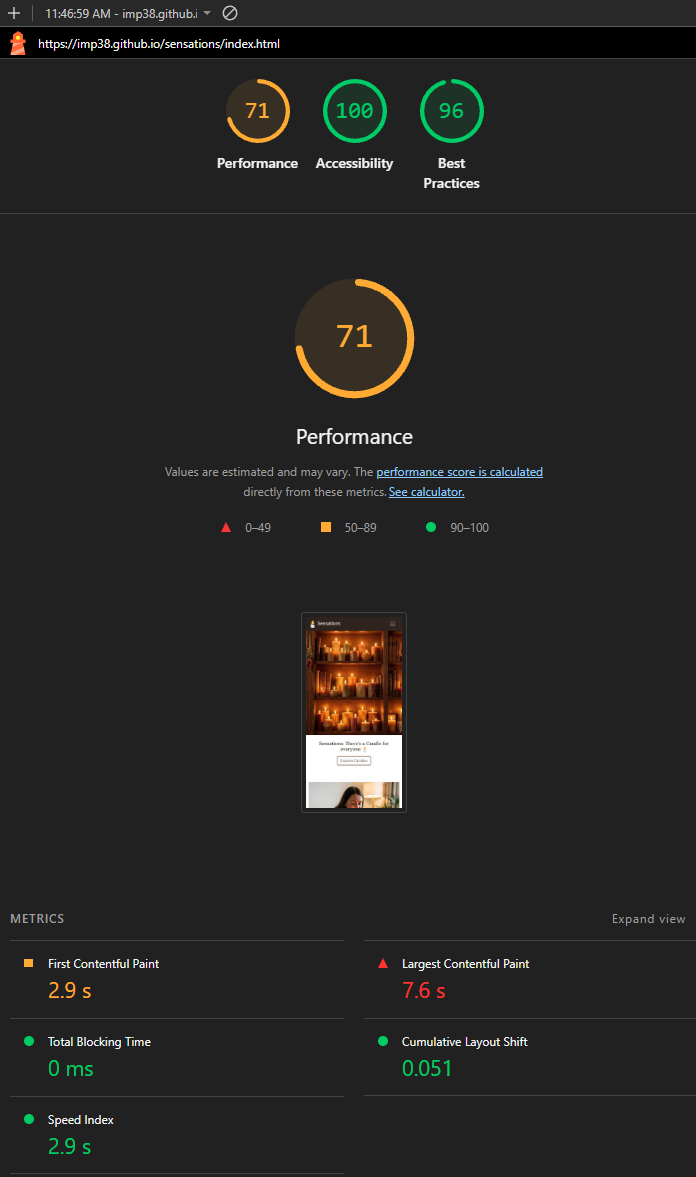 11:46:59 AM - imp38.github.i
https://imp38.github.io/sensations/index.html
71
100
96
Performance
Accessibility
Best
Practices
71
Performance
Values are estimated and may vary. The performance score is calculated
directly from these metrics. See calculator.
0–49
50–89
90–100
Sensations
Sensations: There's a Candle for
everyone
Explore Candles
METRICS
Expand view
First Contentful Paint
2.9 s
Largest Contentful Paint
7.6 s
Total Blocking Time
0 ms
Cumulative Layout Shift
0.051
Speed Index
2.9 s